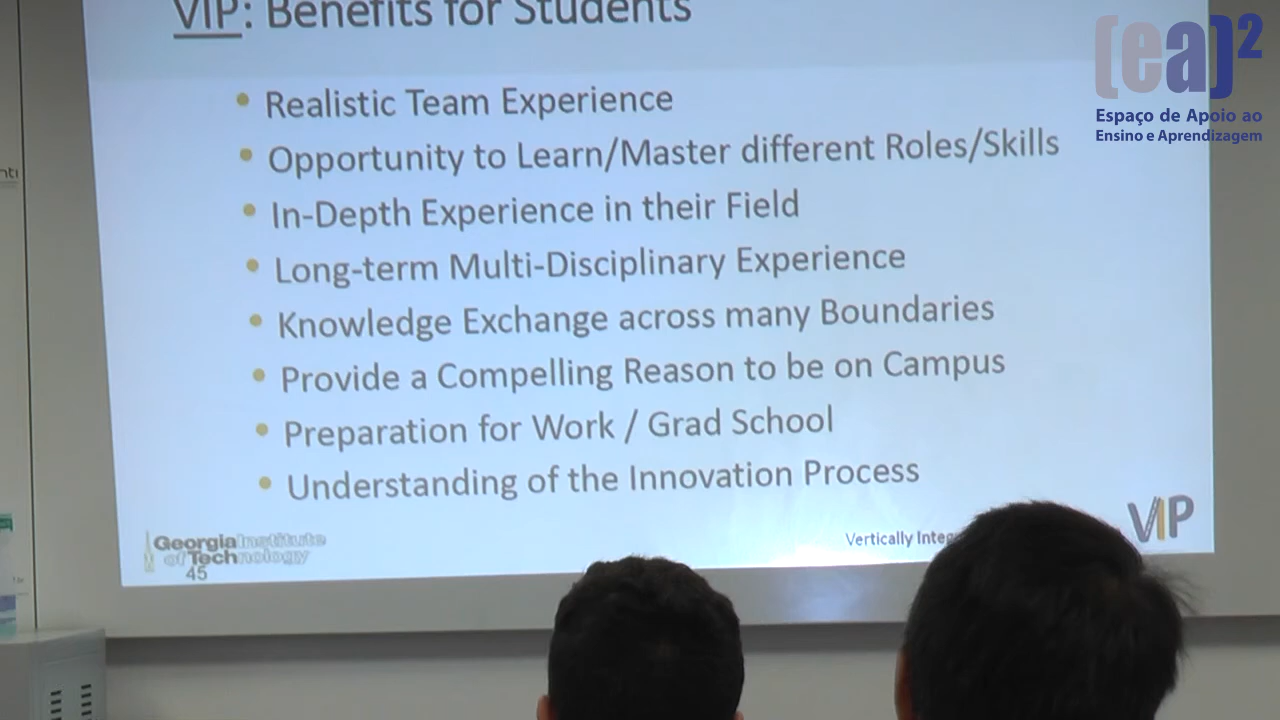 VIP: Benefits for Students
(ea)²
Espaço de Apoio ao
Ensino e Aprendizagem
• Realistic Team Experience
• Opportunity to Learn/Master different Roles/Skills
• In-Depth Experience in their Field
• Long-term Multi-Disciplinary Experience
• Knowledge Exchange across many Boundaries
• Provide a Compelling Reason to be on Campus
• Preparation for Work / Grad School
• Understanding of the Innovation Process
Georgia Institute
of Technology
45
Vertically
VIP